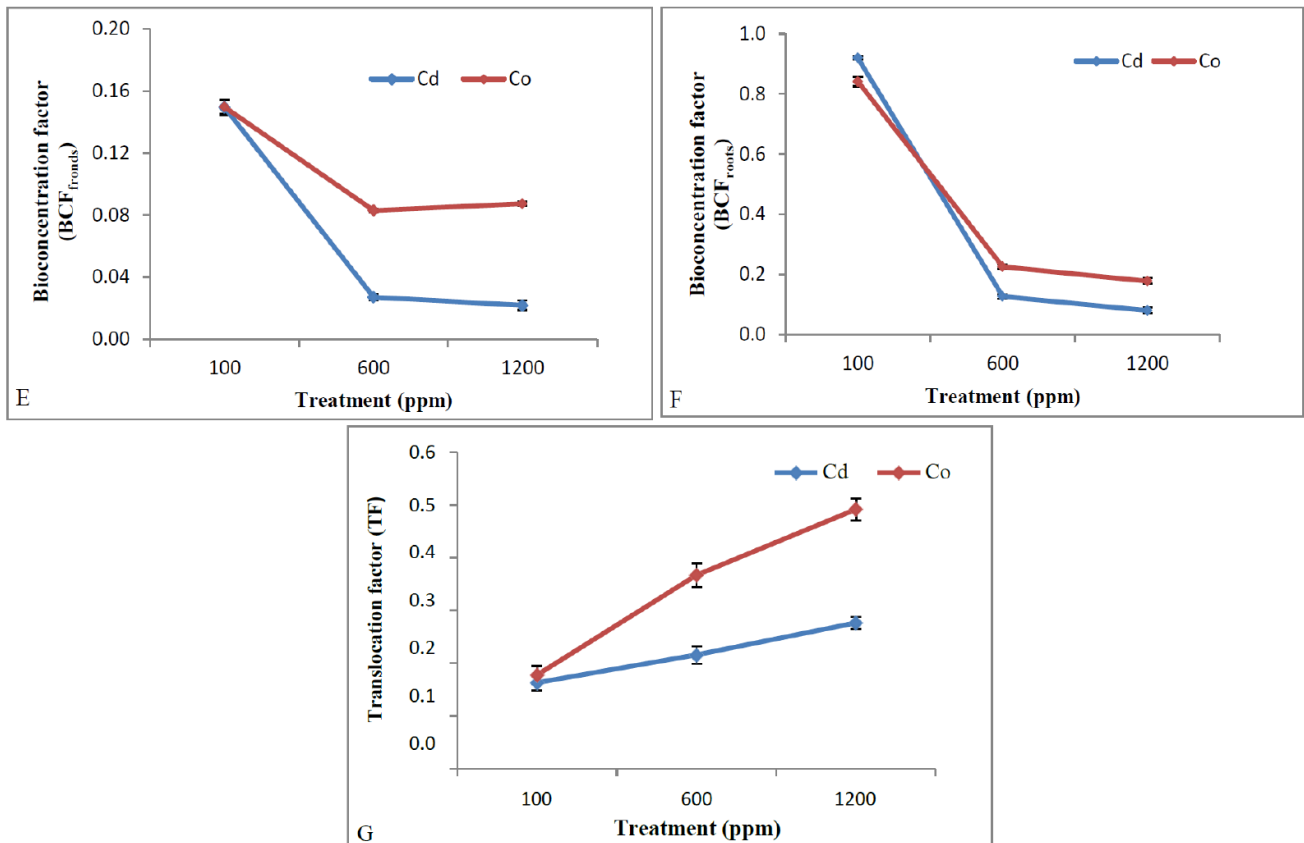 0.20
0.16
0.12
0.08
0.04
0.00
Bioconcentration factor
(BCFfronds)
Cd
Co
100
600
1200
Treatment (ppm)
E
1.0
0.8
0.6
0.4
0.2
0.0
Bioconcentration factor
(BCFroots)
Cd
Co
100
600
1200
Treatment (ppm)
F
0.6
0.5
0.4
0.3
0.2
0.1
0.0
Translocation factor (TF)
Cd
Co
100
600
1200
Treatment (ppm)
G